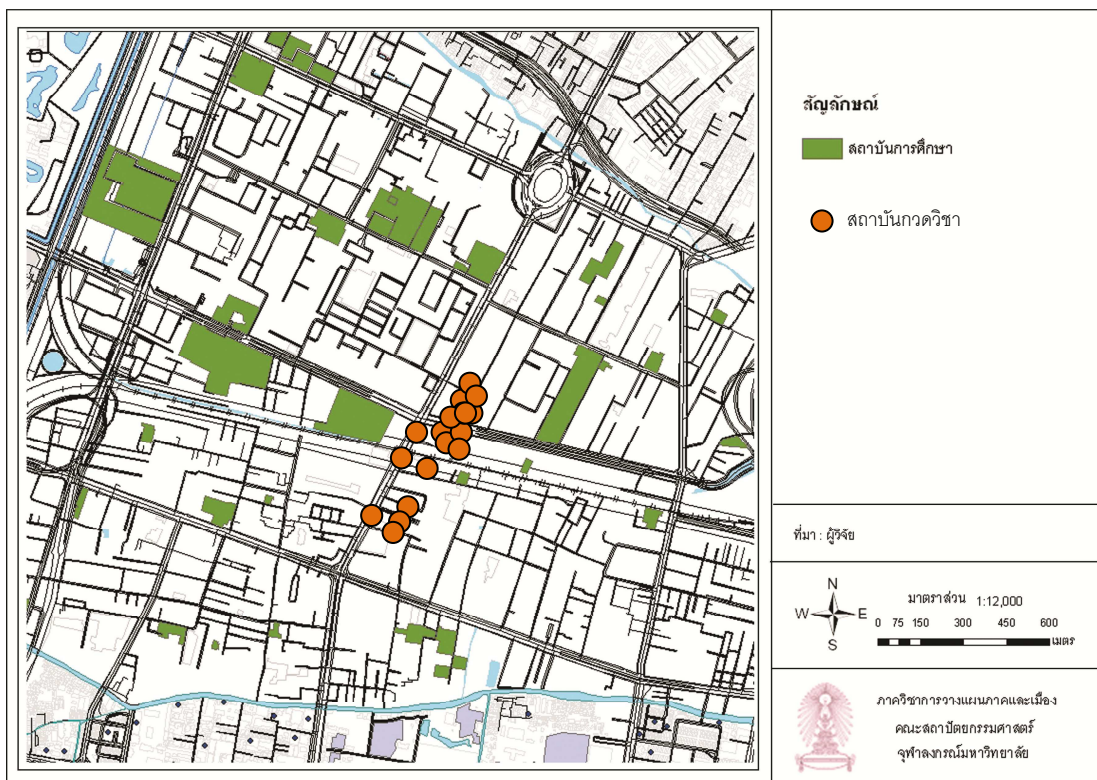 สัญลักษณ์
สถาบันการศึกษา
สถาบันกวดวิชา
ที่มา : ผู้วิจัย
N
W E
S
มาตราส่วน 1:12,000
0 75 150 300 450 600
เมตร
ภาควิชาการวางแผนภาคและเมือง
คณะสถาปัตยกรรมศาสตร์
จุฬาลงกรณ์มหาวิทยาลัย